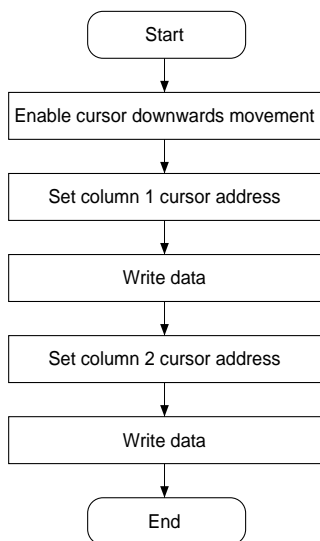 Start
Enable cursor downwards movement
Set column 1 cursor address
Write data
Set column 2 cursor address
Write data
End